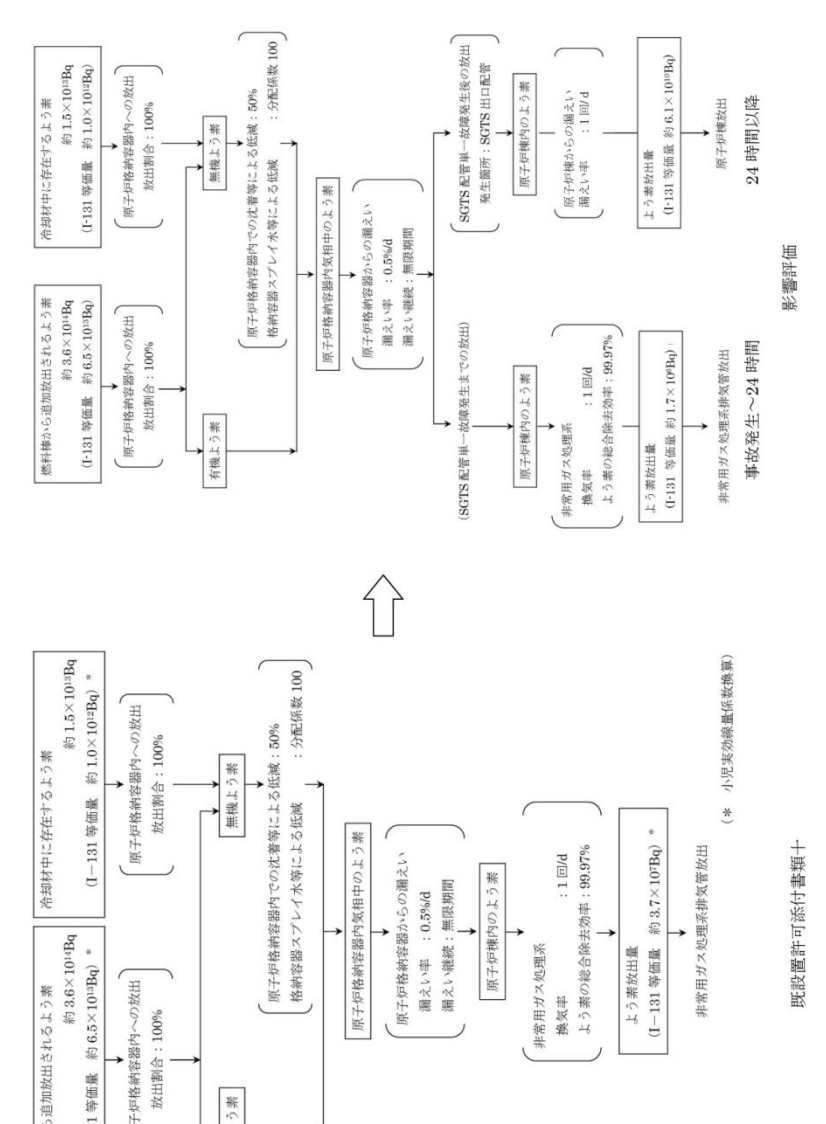 追加放出されるよう素
約 3.6×10¹⁴Bq
1 等価量 約 6.5×10¹³Bq) *
子炉格納容器内への放出
放出割合：100%
う素
冷却材中に存在するよう素
約 1.5×10¹³Bq
(I－131 等価量 約 1.0×10¹²Bq) *
原子炉格納容器内への放出
放出割合：100%
無機よう素
原子炉格納容器内での沈着等による低減：50%
格納容器スプレイ水等による低減 ：分配係数 100
原子炉格納容器内気相中のよう素
原子炉格納容器からの漏えい
漏えい率 ：0.5%/d
漏えい継続：無限期間
原子炉棟内のよう素
非常用ガス処理系
換気率 ：1 回/d
よう素の総合除去効率：99.97%
よう素放出量
(I－131 等価量 約 3.7×10⁷Bq) *
非常用ガス処理系排気管放出
(＊ 小児実効線量係数換算)
既設置許可添付書類十
燃料棒から追加放出されるよう素
約 3.6×10¹⁴Bq
(I-131 等価量 約 6.5×10¹³Bq)
原子炉格納容器内への放出
放出割合：100%
冷却材中に存在するよう素
約 1.5×10¹³Bq
(I-131 等価量 約 1.0×10¹²Bq)
原子炉格納容器内への放出
放出割合：100%
有機よう素
無機よう素
原子炉格納容器内での沈着等による低減：50%
格納容器スプレイ水等による低減 ：分配係数 100
原子炉格納容器内気相中のよう素
原子炉格納容器からの漏えい
漏えい率 ：0.5%/d
漏えい継続：無限期間
(SGTS 配管単一故障発生までの放出)
原子炉棟内のよう素
非常用ガス処理系
換気率 ：1 回/d
よう素の総合除去効率：99.97%
よう素放出量
(I-131 等価量 約 1.7×10⁶Bq)
非常用ガス処理系排気管放出
事故発生～24 時間
SGTS 配管単一故障発生後の放出
発生箇所：SGTS 出口配管
原子炉棟内のよう素
原子炉棟からの漏えい
漏えい率 ：1 回/d
よう素放出量
(I-131 等価量 約 6.1×10¹⁰Bq)
原子炉棟放出
24 時間以降
影響評価